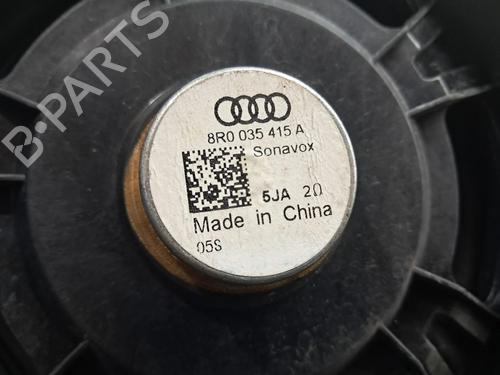 B-PARTS
8R0 035 415 A
Sonavox
5JA 20
Made in China
05S